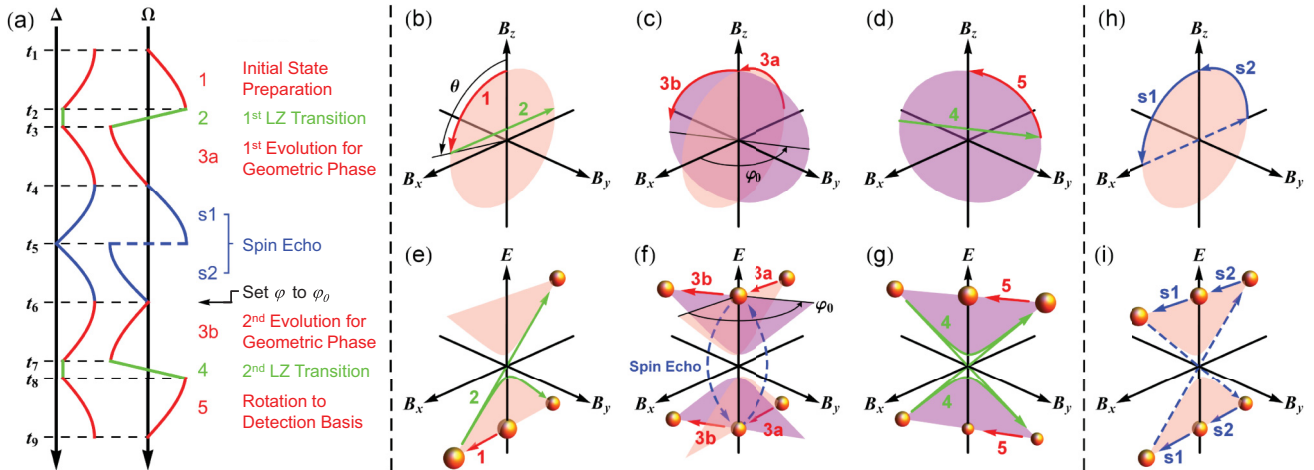 (a)
Δ
Ω
t1
t2
t3
t4
t5
t6
t7
t8
t9
1
Initial State
Preparation
2
1st LZ Transition
3a
1st Evolution for
Geometric Phase
s1
Spin Echo
s2
Set φ to φ0
3b
2nd Evolution for
Geometric Phase
4
2nd LZ Transition
5
Rotation to
Detection Basis
(b)
Bz
θ
1
2
Bx
By
(c)
Bz
3a
3b
φ0
Bx
By
(d)
Bz
5
4
Bx
By
(h)
Bz
s2
s1
Bx
By
(e)
E
2
1
Bx
By
(f)
E
3a
3b
φ0
Spin Echo
3b
3a
Bx
By
(g)
E
5
4
4
5
Bx
By
(i)
E
s2
s1
s2
s1
Bx
By